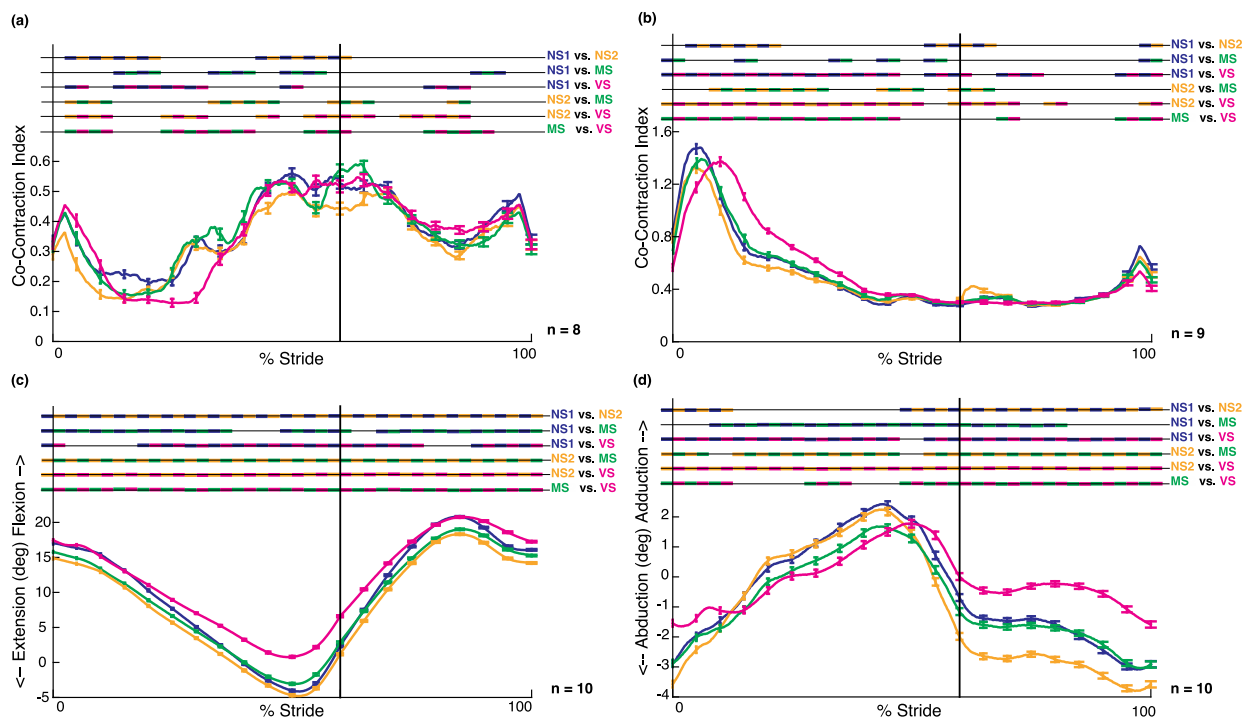 (a)
NS1 vs. NS2
NS1 vs. MS
NS1 vs. VS
NS2 vs. MS
NS2 vs. VS
MS vs. VS
Co-Contraction Index
0.6
0.5
0.4
0.3
0.2
0.1
0
0
% Stride
100
n = 8
(b)
NS1 vs. NS2
NS1 vs. MS
NS1 vs. VS
NS2 vs. MS
NS2 vs. VS
MS vs. VS
Co-Contraction Index
1.6
1.2
0.8
0.4
0
0
% Stride
100
n = 9
(c)
NS1 vs. NS2
NS1 vs. MS
NS1 vs. VS
NS2 vs. MS
NS2 vs. VS
MS vs. VS
<-- Extension (deg) Flexion -->
20
15
10
5
0
-5
0
% Stride
100
n = 10
(d)
NS1 vs. NS2
NS1 vs. MS
NS1 vs. VS
NS2 vs. MS
NS2 vs. VS
MS vs. VS
<-- Abduction (deg) Adduction -->
2
1
0
-1
-2
-3
-4
0
% Stride
100
n = 10